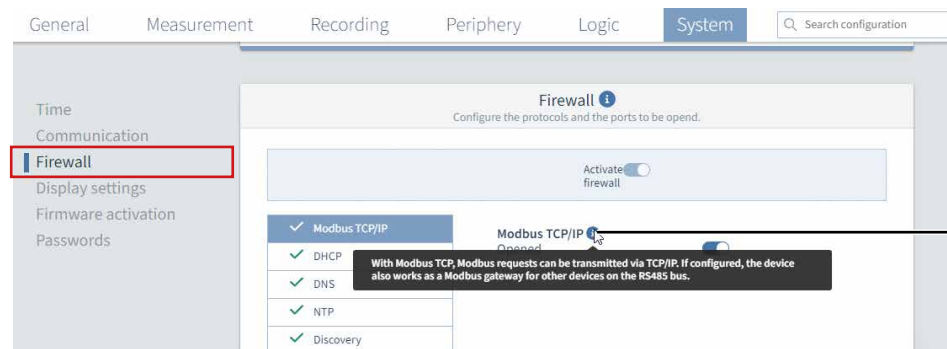 General Measurement Recording Periphery Logic System Search configuration
Time
Communication
Firewall
Display settings
Firmware activation
Passwords
Firewall
Configure the protocols and the ports to be opend.
Activate
firewall
Modbus TCP/IP
DHCP
DNS
NTP
Discovery
Modbus TCP/IP
Opened
With Modbus TCP, Modbus requests can be transmitted via TCP/IP. If configured, the device
also works as a Modbus gateway for other devices on the RS485 bus.